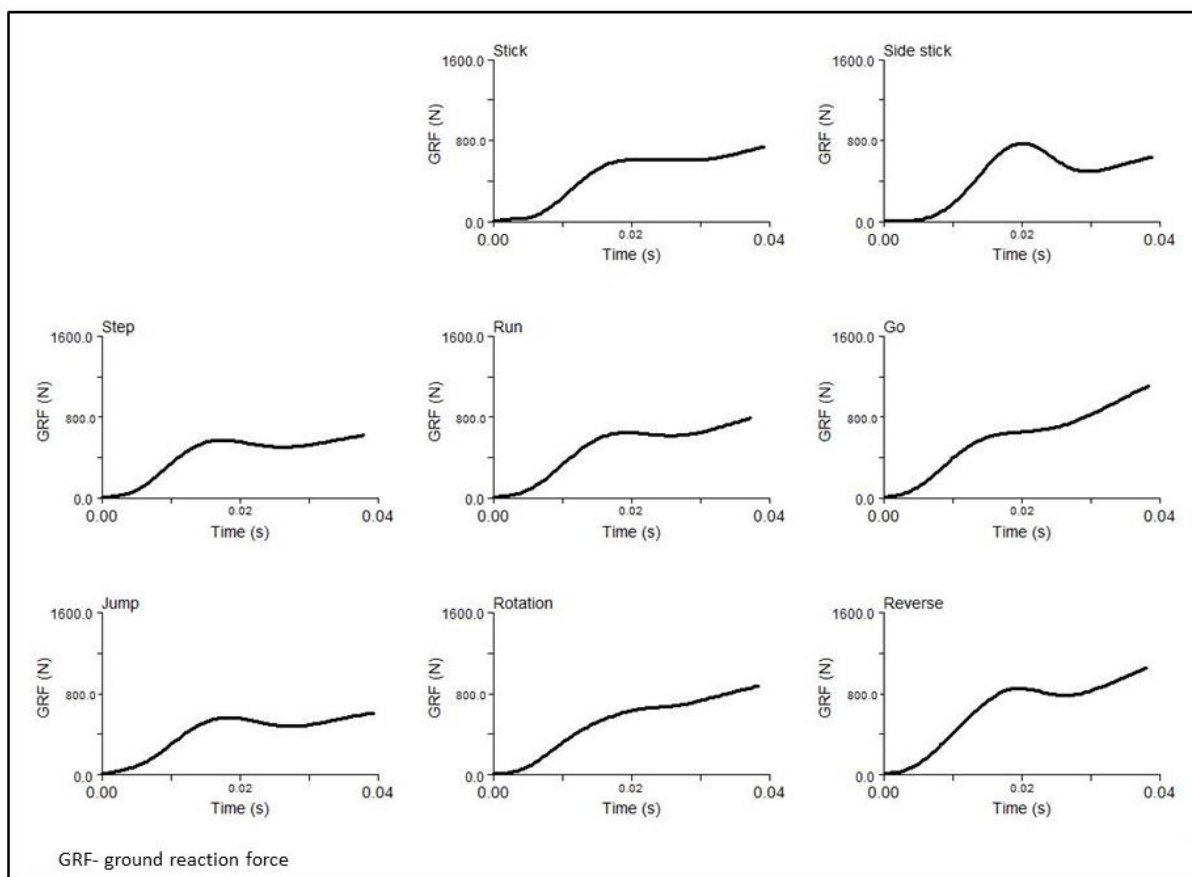 Stick
1600.0
GRF (N)
800.0
0.0
0.00
0.02
0.04
Time (s)
Side stick
1600.0
GRF (N)
800.0
0.0
0.00
0.02
0.04
Time (s)
Step
1600.0
GRF (N)
800.0
0.0
0.00
0.02
0.04
Time (s)
Run
1600.0
GRF (N)
800.0
0.0
0.00
0.02
0.04
Time (s)
Go
1600.0
GRF (N)
800.0
0.0
0.00
0.02
0.04
Time (s)
Jump
1600.0
GRF (N)
800.0
0.0
0.00
0.02
0.04
Time (s)
Rotation
1600.0
GRF (N)
800.0
0.0
0.00
0.02
0.04
Time (s)
Reverse
1600.0
GRF (N)
800.0
0.0
0.00
0.02
0.04
Time (s)
GRF- ground reaction force